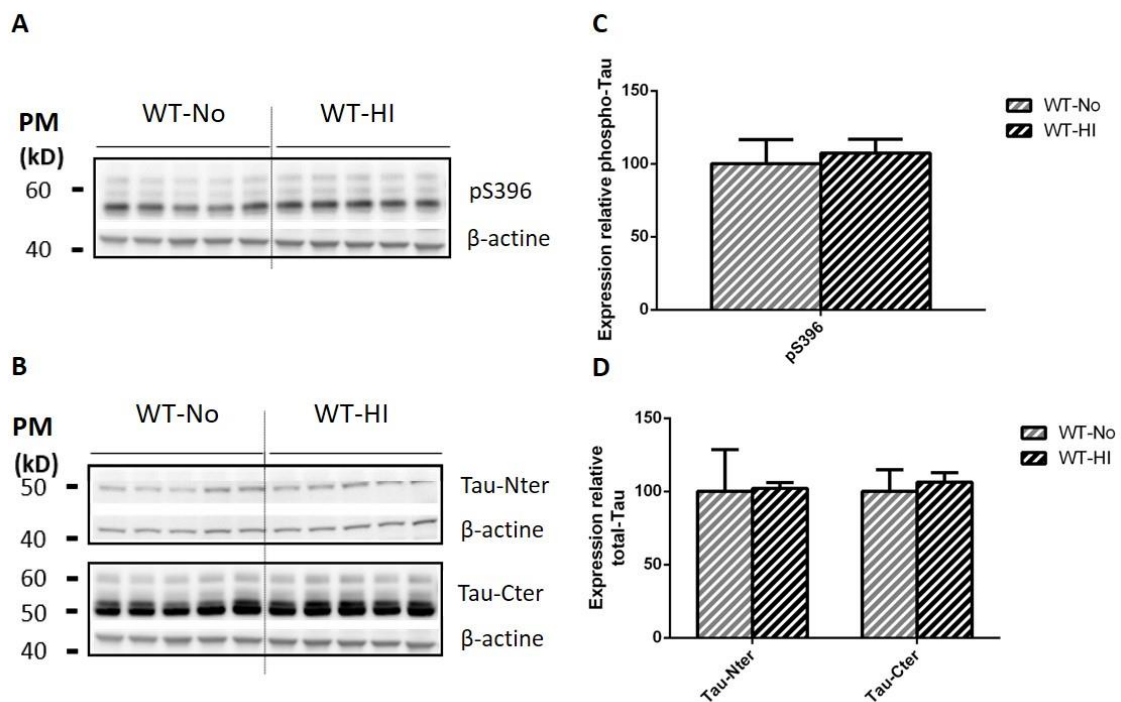 A
WT-No WT-HI
PM
(kD)
60
40
pS396
β-actine
B
WT-No WT-HI
PM
(kD)
50
40
Tau-Nter
β-actine
60
50
40
Tau-Cter
β-actine
C
Expression relative phospho-Tau
150
100
50
0
pS396
WT-No
WT-HI
D
Expression relative
total-Tau
150
100
50
0
Tau-Nter
Tau-Cter
WT-No
WT-HI